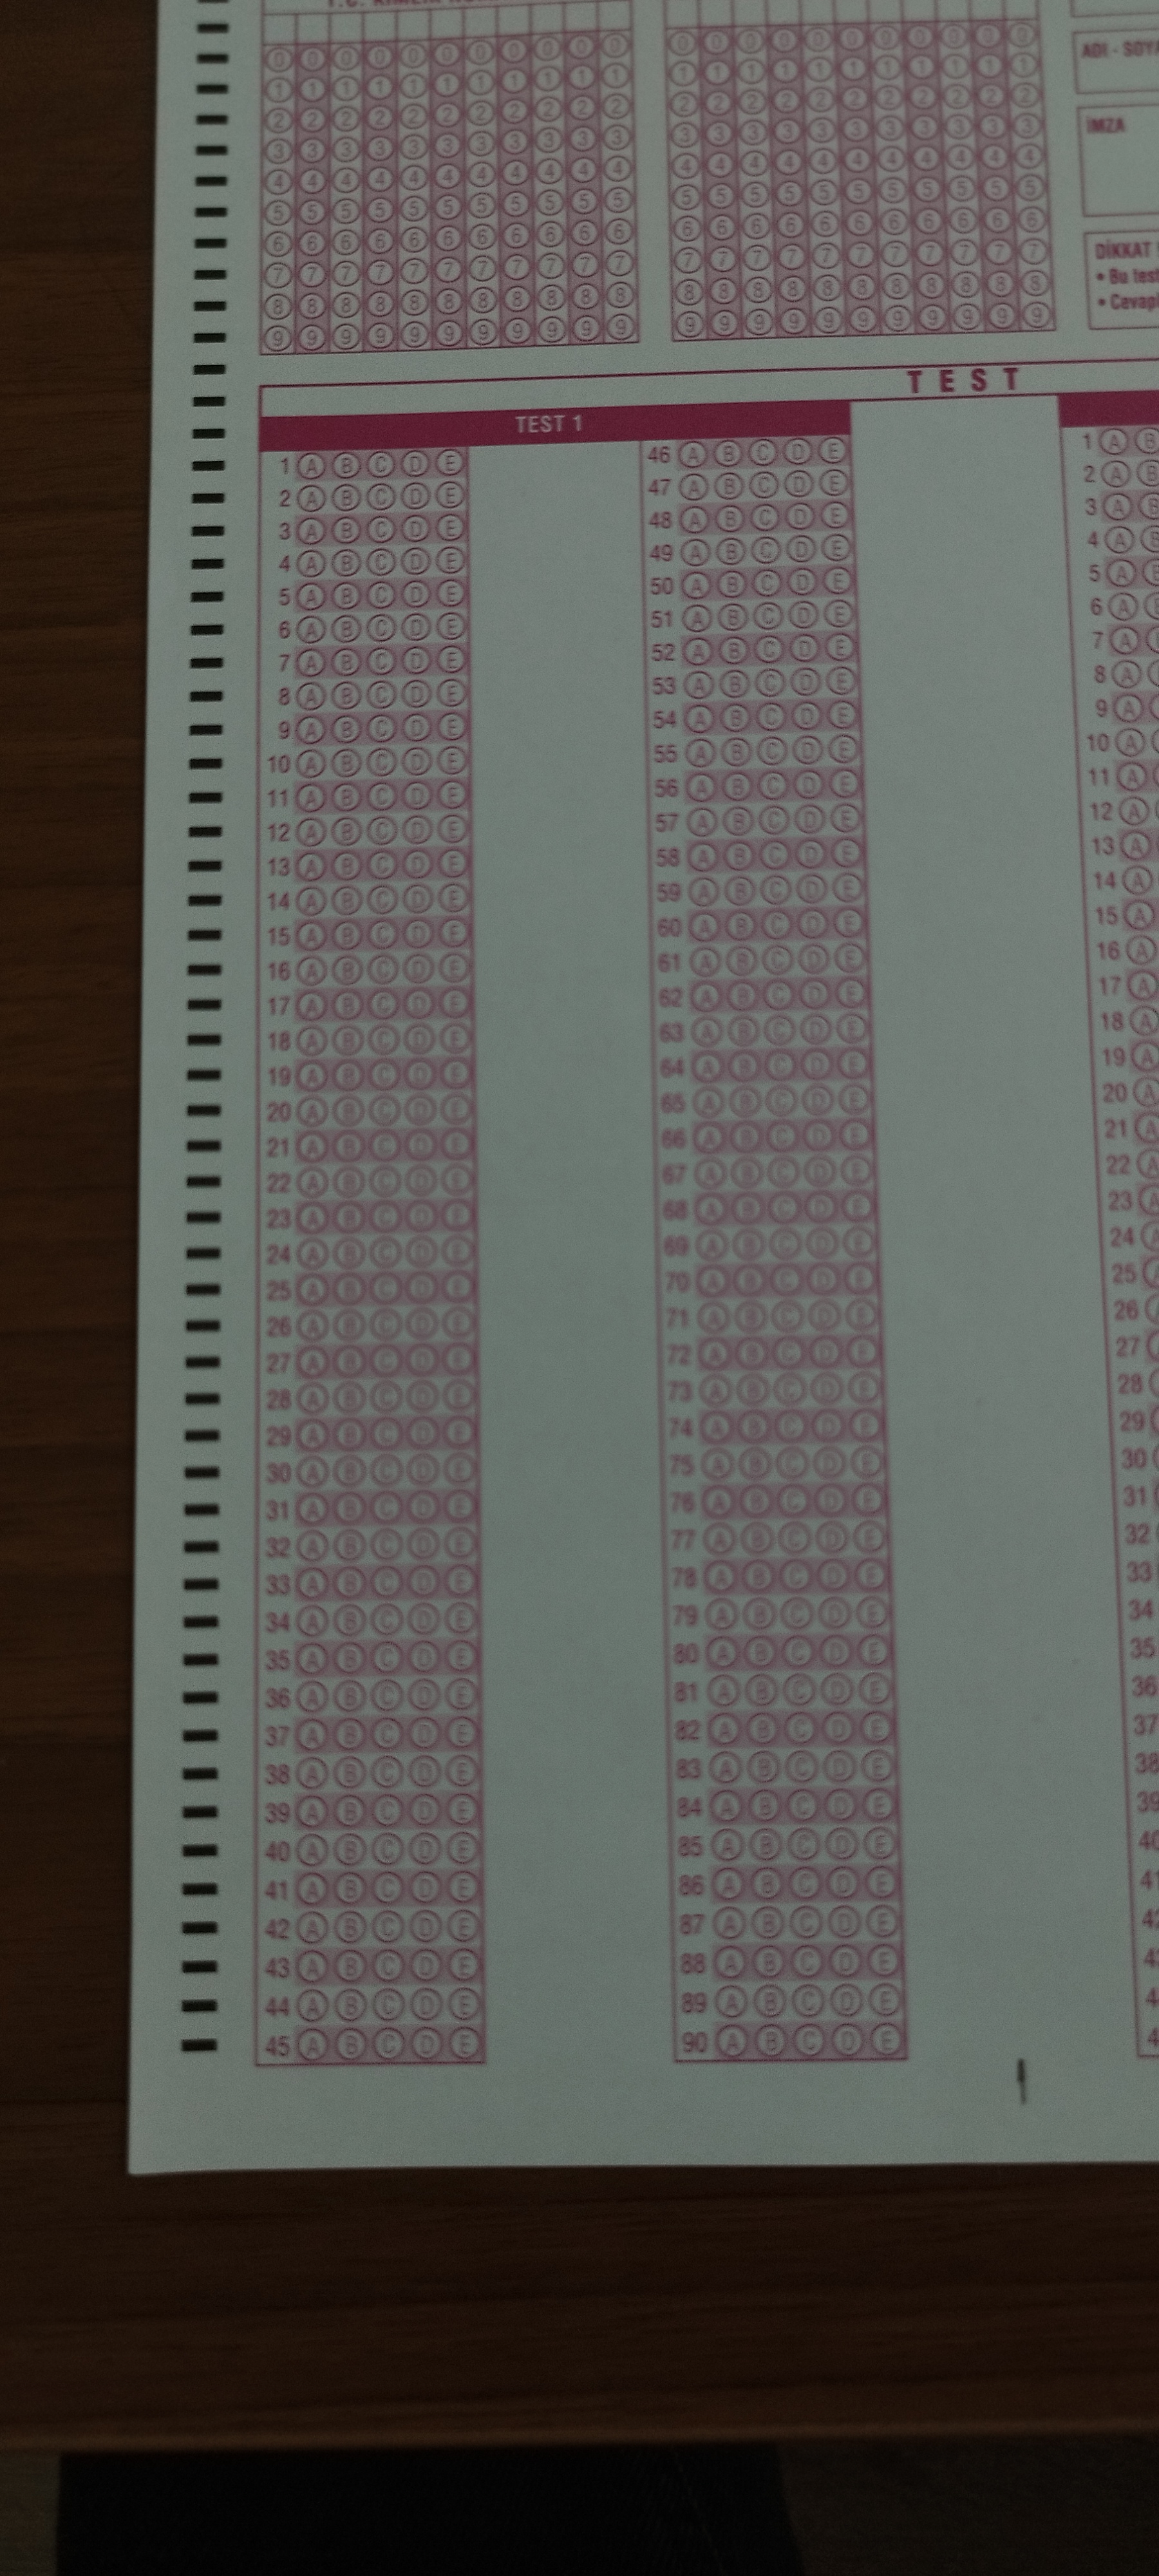 T.C. KİMLİK
0 0 0 0 0 0 0 0 0 0 0
1 1 1 1 1 1 1 1 1 1 1
2 2 2 2 2 2 2 2 2 2 2
3 3 3 3 3 3 3 3 3 3 3
4 4 4 4 4 4 4 4 4 4 4
5 5 5 5 5 5 5 5 5 5 5
6 6 6 6 6 6 6 6 6 6 6
7 7 7 7 7 7 7 7 7 7 7
8 8 8 8 8 8 8 8 8 8 8
9 9 9 9 9 9 9 9 9 9 9
0 0 0 0 0 0 0 0 0 0 0
1 1 1 1 1 1 1 1 1 1 1
2 2 2 2 2 2 2 2 2 2 2
3 3 3 3 3 3 3 3 3 3 3
4 4 4 4 4 4 4 4 4 4 4
5 5 5 5 5 5 5 5 5 5 5
6 6 6 6 6 6 6 6 6 6 6
7 7 7 7 7 7 7 7 7 7 7
8 8 8 8 8 8 8 8 8 8 8
9 9 9 9 9 9 9 9 9 9 9
ADI - SOYA
İMZA
DİKKAT
• Bu test
• Cevapl
TEST
TEST 1
1 A B C D E
2 A B C D E
3 A B C D E
4 A B C D E
5 A B C D E
6 A B C D E
7 A B C D E
8 A B C D E
9 A B C D E
10 A B C D E
11 A B C D E
12 A B C D E
13 A B C D E
14 A B C D E
15 A B C D E
16 A B C D E
17 A B C D E
18 A B C D E
19 A B C D E
20 A B C D E
21 A B C D E
22 A B C D E
23 A B C D E
24 A B C D E
25 A B C D E
26 A B C D E
27 A B C D E
28 A B C D E
29 A B C D E
30 A B C D E
31 A B C D E
32 A B C D E
33 A B C D E
34 A B C D E
35 A B C D E
36 A B C D E
37 A B C D E
38 A B C D E
39 A B C D E
40 A B C D E
41 A B C D E
42 A B C D E
43 A B C D E
44 A B C D E
45 A B C D E
46 A B C D E
47 A B C D E
48 A B C D E
49 A B C D E
50 A B C D E
51 A B C D E
52 A B C D E
53 A B C D E
54 A B C D E
55 A B C D E
56 A B C D E
57 A B C D E
58 A B C D E
59 A B C D E
60 A B C D E
61 A B C D E
62 A B C D E
63 A B C D E
64 A B C D E
65 A B C D E
66 A B C D E
67 A B C D E
68 A B C D E
69 A B C D E
70 A B C D E
71 A B C D E
72 A B C D E
73 A B C D E
74 A B C D E
75 A B C D E
76 A B C D E
77 A B C D E
78 A B C D E
79 A B C D E
80 A B C D E
81 A B C D E
82 A B C D E
83 A B C D E
84 A B C D E
85 A B C D E
86 A B C D E
87 A B C D E
88 A B C D E
89 A B C D E
90 A B C D E
1 A B
2 A B
3 A B
4 A
5 A
6 A
7 A
8 A
9 A
10 A
11 A
12 A
13 A
14 A
15 A
16 A
17 A
18 A
19 A
20 A
21 A
22 A
23 A
24
25
26
27
28
29
30
31
32
33
34
35
36
37
38
39
40
41
42